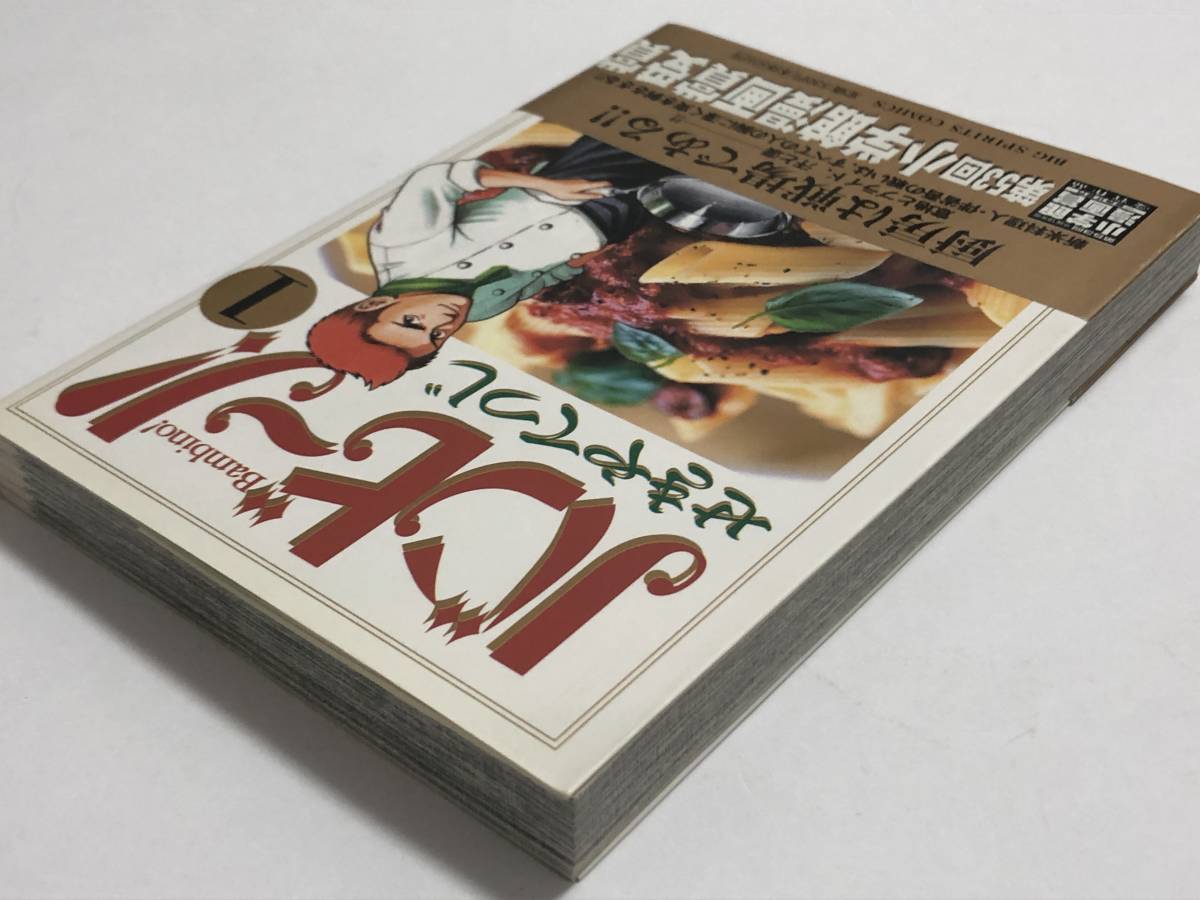 バンビ〜ノ!
Bambino!
1
せきやてつじ
厨房は戦場である!!
第53回小学館漫画賞受賞
BIG SPIRITS COMICS